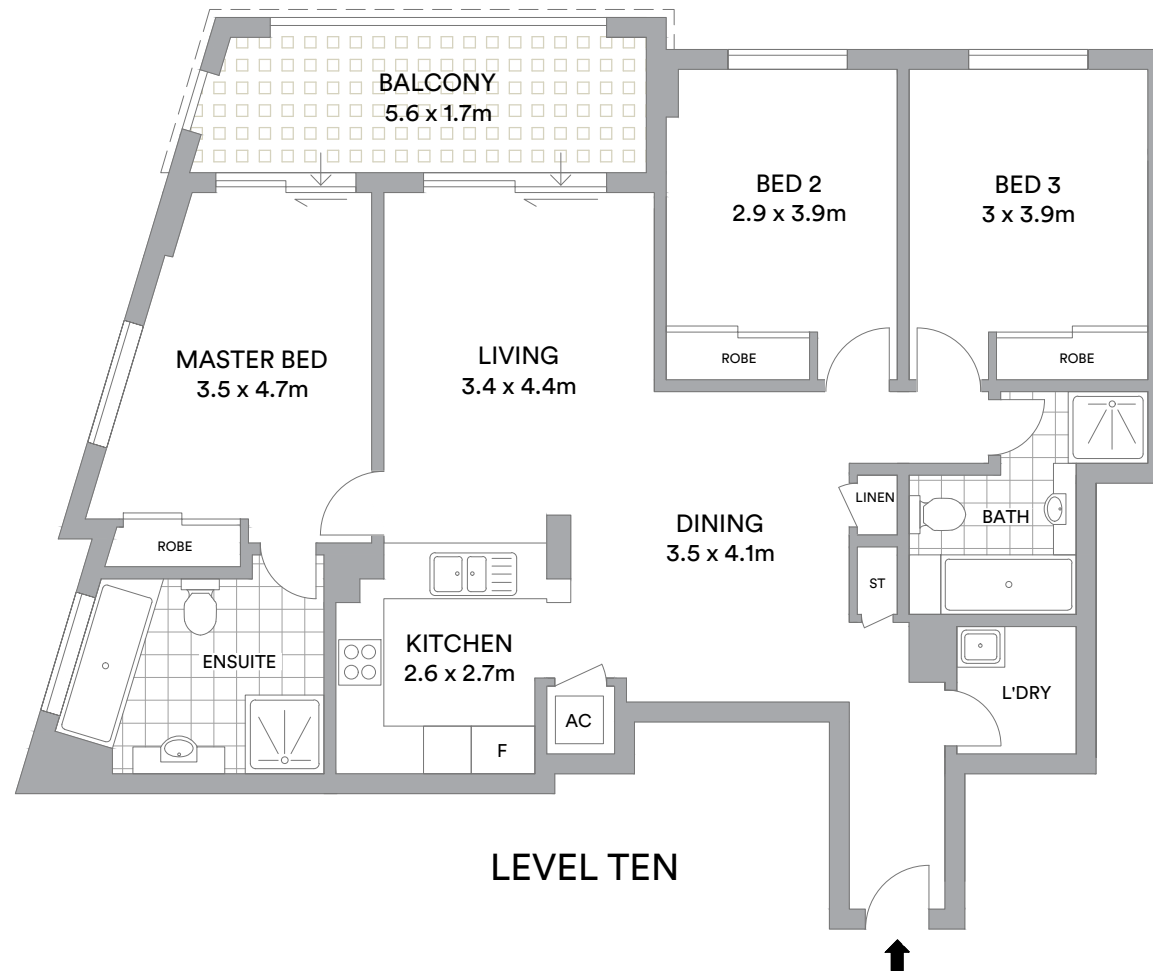 BALCONY
5.6 x 1.7m
BED 2
2.9 x 3.9m
BED 3
3 x 3.9m
MASTER BED
3.5 x 4.7m
LIVING
3.4 x 4.4m
ROBE
ROBE
DINING
3.5 x 4.1m
LINEN
BATH
ROBE
ST
ENSUITE
KITCHEN
2.6 x 2.7m
L'DRY
AC
F
LEVEL TEN